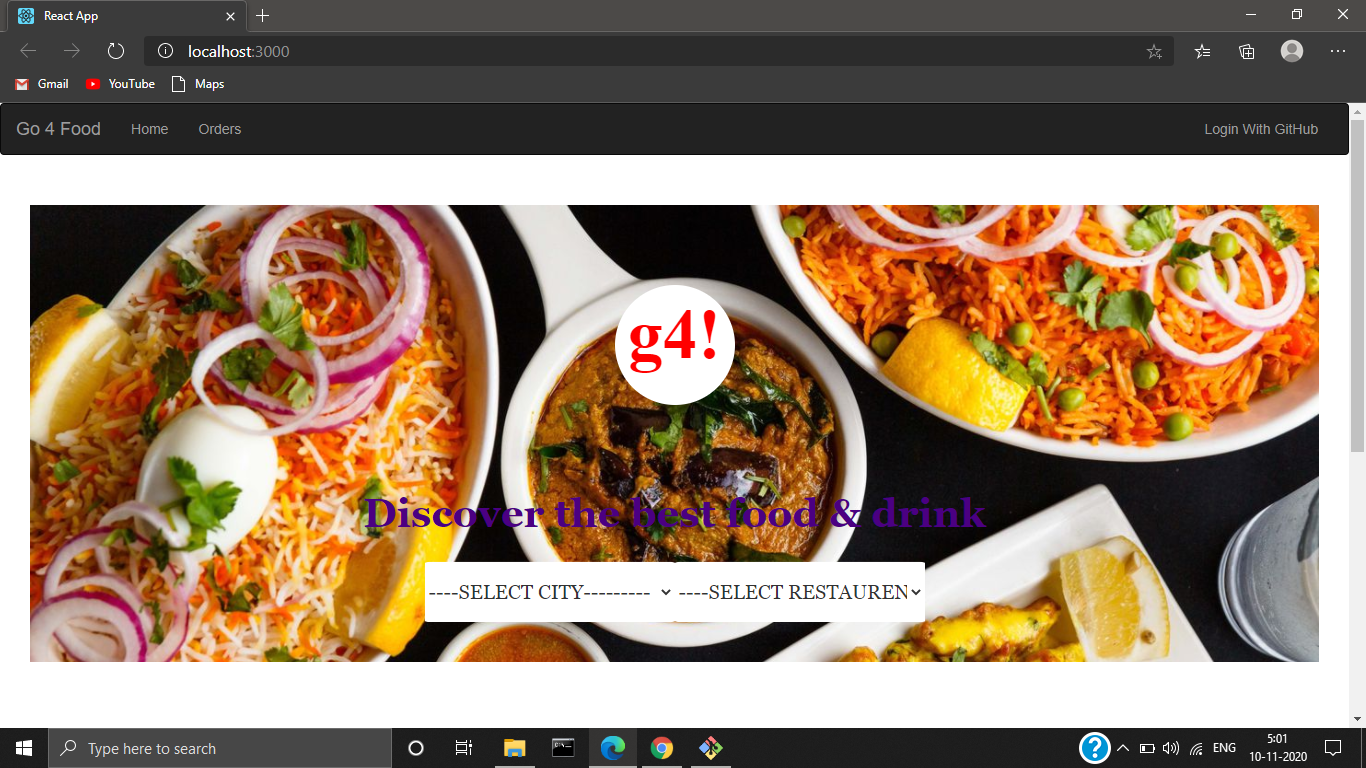 React App
localhost:3000
Gmail YouTube Maps
Go 4 Food Home Orders Login With GitHub
g4!
Discover the best food & drink
----SELECT CITY--------- ----SELECT RESTAUREN
Type here to search
? ENG 5:01
10-11-2020